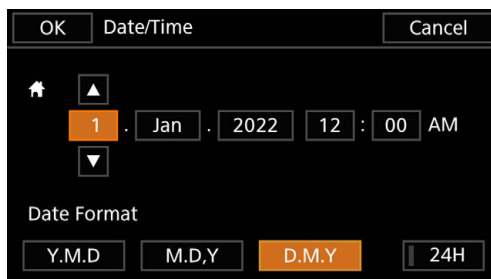 OK Date/Time Cancel
▲
1 . Jan . 2022 12 : 00 AM
▼
Date Format
Y.M.D M.D,Y D.M.Y 24H